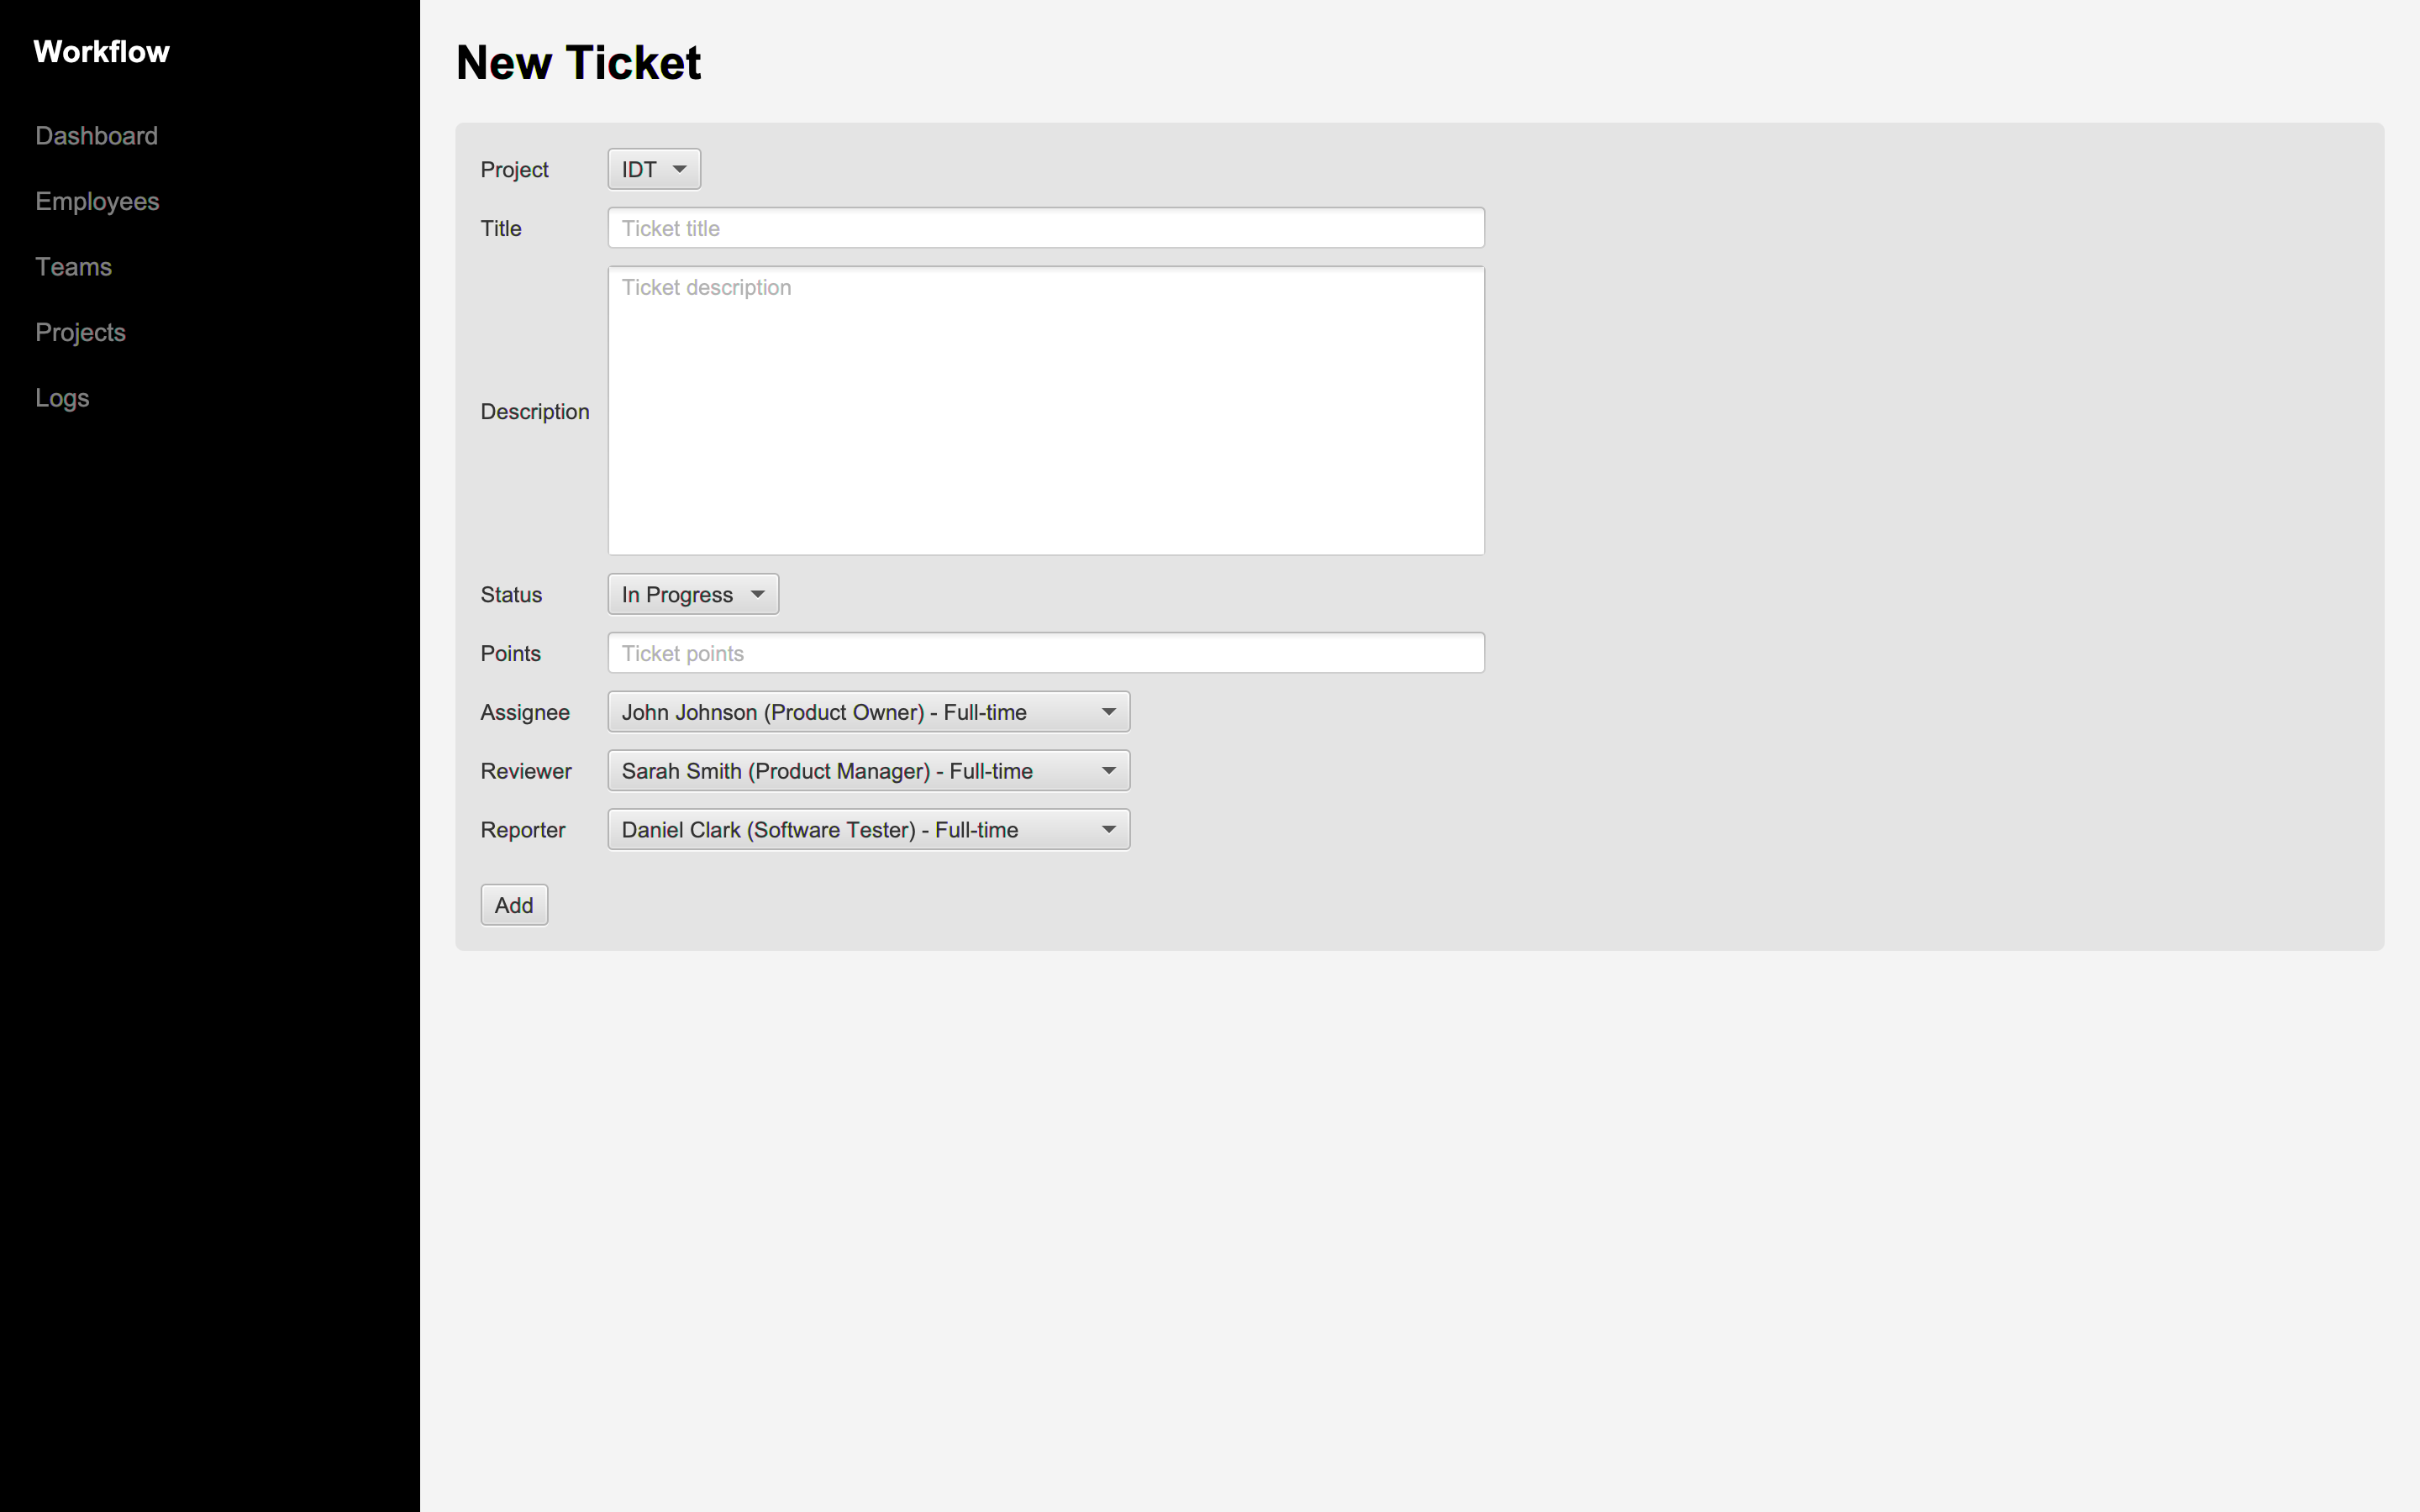 Workflow
Dashboard
Employees
Teams
Projects
Logs
New Ticket
Project IDT
Title Ticket title
Ticket description
Description
Status In Progress
Points Ticket points
Assignee John Johnson (Product Owner) - Full-time
Reviewer Sarah Smith (Product Manager) - Full-time
Reporter Daniel Clark (Software Tester) - Full-time
Add